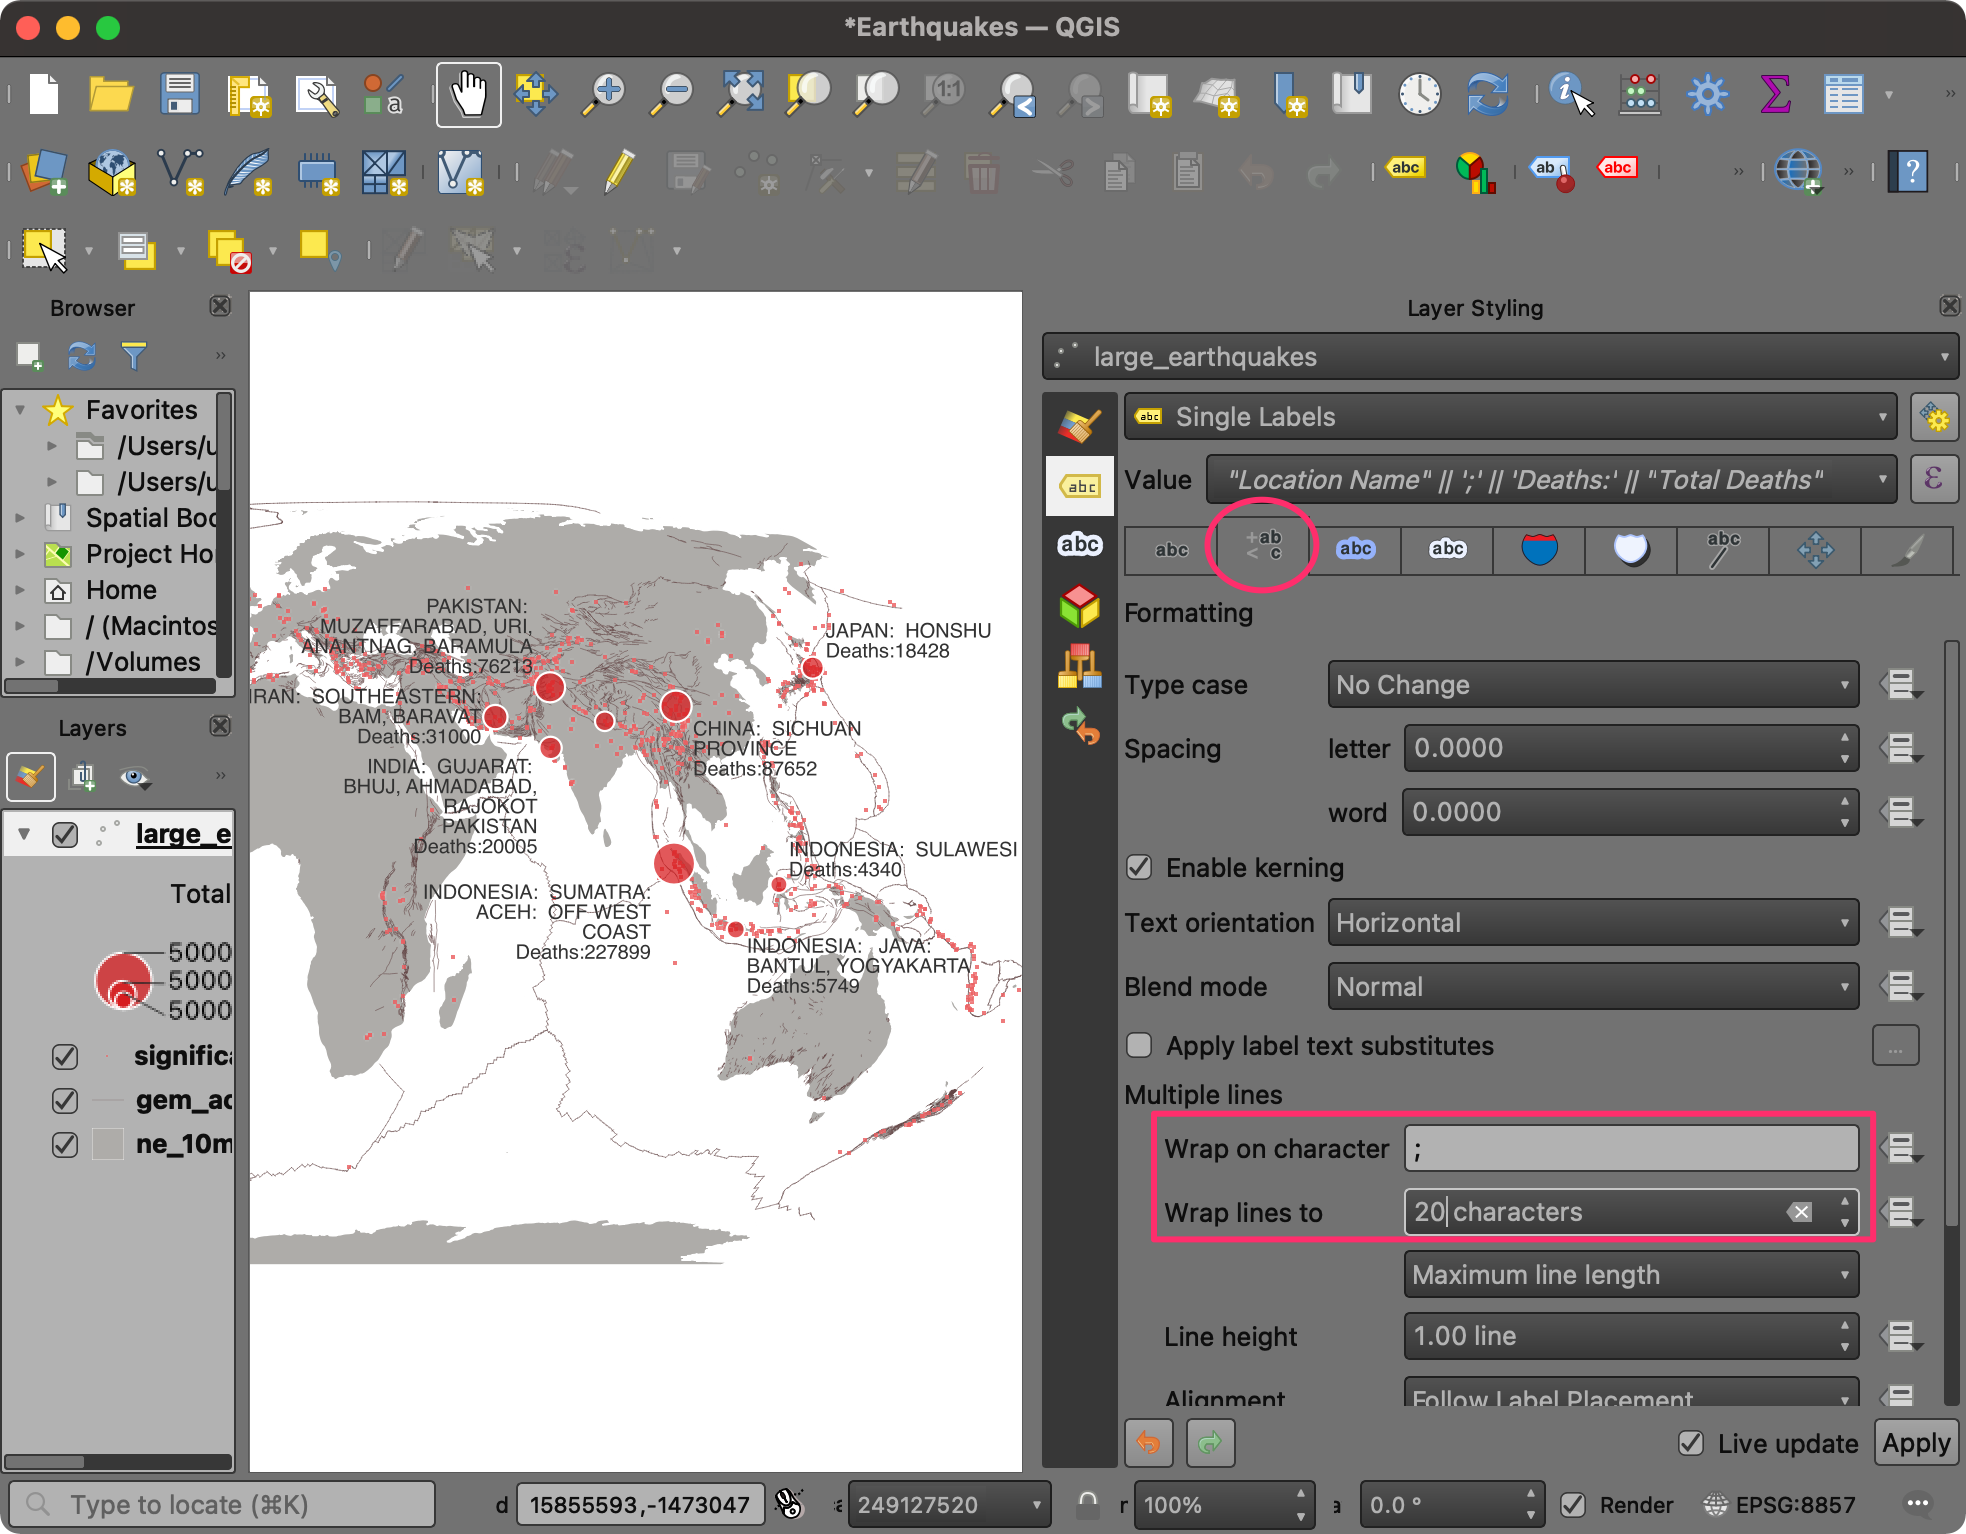 *Earthquakes — QGIS
Browser
Favorites
/Users/u
/Users/u
Spatial Boo
Project Ho
Home
/ (Macintos
/Volumes
Layers
large_e
Total
5000
5000
5000
signific
gem_ac
ne_10m
PAKISTAN:
MUZAFFARABAD, URI,
ANANTNAG, BARAMULA
Deaths:76213
IRAN:  SOUTHEASTERN:
BAM, BARAVAT
Deaths:31000
INDIA:  GUJARAT:
BHUJ, AHMADABAD,
RAJOKOT
PAKISTAN
Deaths:20005
JAPAN:  HONSHU
Deaths:18428
CHINA:  SICHUAN
PROVINCE
Deaths:87652
INDONESIA:  SULAWESI
Deaths:4340
INDONESIA:  SUMATRA:
ACEH:  OFF WEST
COAST
Deaths:227899
INDONESIA:  JAVA:
BANTUL, YOGYAKARTA
Deaths:5749
Layer Styling
large_earthquakes
Single Labels
Value "Location Name" || ';' || 'Deaths:' || "Total Deaths"
abc +ab < c abc abc abc
Formatting
Type case No Change
Spacing letter 0.0000
word 0.0000
Enable kerning
Text orientation Horizontal
Blend mode Normal
Apply label text substitutes ...
Multiple lines
Wrap on character ;
Wrap lines to 20 characters
Maximum line length
Line height 1.00 line
Alignment Follow Label Placement
Live update Apply
Type to locate (⌘K) d 15855593,-1473047 249127520 r 100% a 0.0 ° Render EPSG:8857